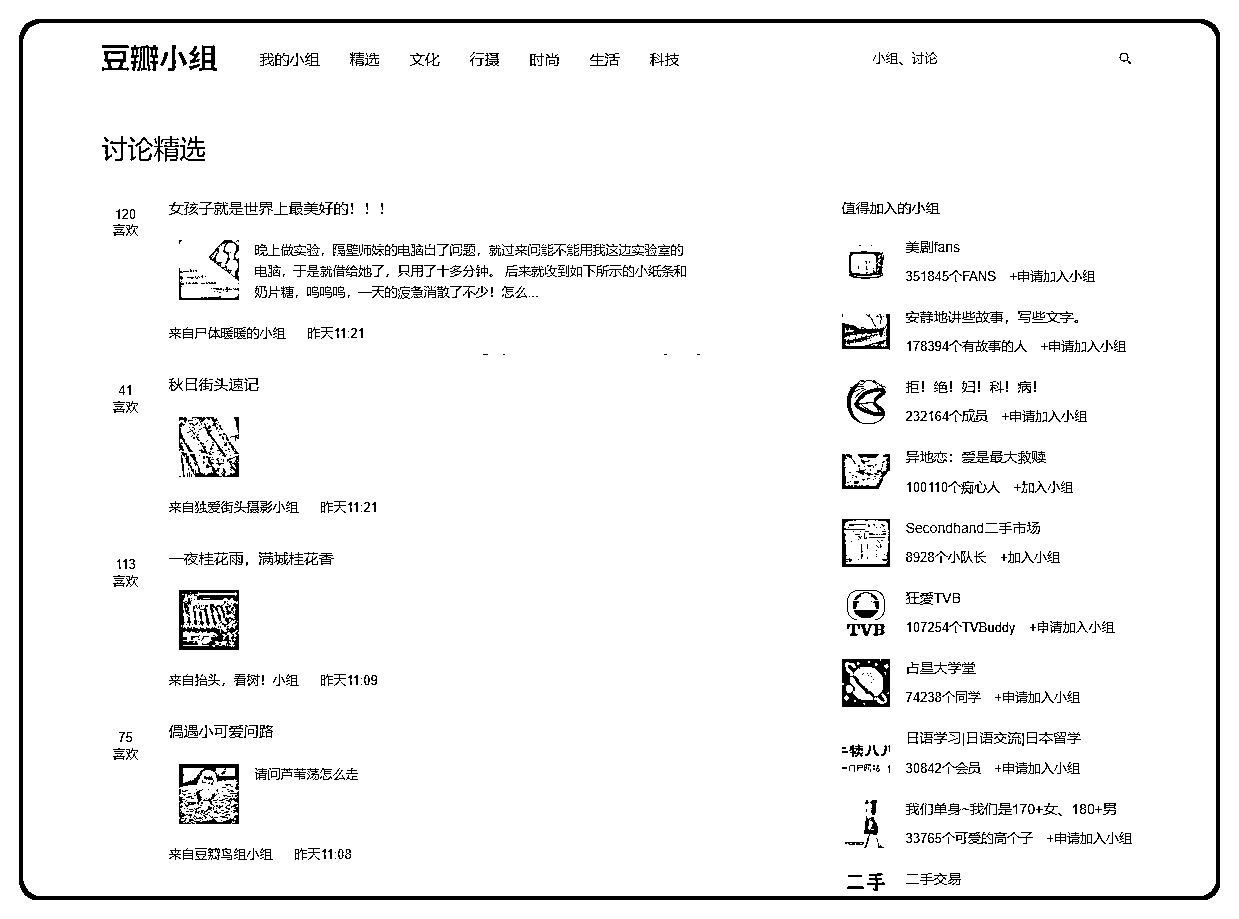 豆瓣小组
我的小组 精选 文化 行摄 时尚 生活 科技
小组、讨论
讨论精选
120
喜欢
女孩子就是世界上最美好的！！！
晚上做实验，隔壁师妹的电脑出了问题，就过来问能不能用我这边实验室的
电脑，于是就借给她了，只用了十多分钟。 后来就收到如下所示的小纸条和
奶片糖，呜呜呜，一天的疲惫消散了不少！怎么...
来自尸体暖暖的小组 昨天11:21
41
喜欢
秋日街头速记
来自独爱街头摄影小组 昨天11:21
113
喜欢
一夜桂花雨，满城桂花香
来自抬头，看树！小组 昨天11:09
75
喜欢
偶遇小可爱问路
请问芦苇荡怎么走
来自豆瓣鸟组小组 昨天11:08
值得加入的小组
美剧fans
351845个FANS +申请加入小组
安静地讲些故事，写些文字。
178394个有故事的人 +申请加入小组
拒！绝！妇！科！病！
232164个成员 +申请加入小组
异地恋：爱是最大救赎
100110个痴心人 +加入小组
Secondhand二手市场
8928个小队长 +加入小组
TVB
狂愛TVB
107254个TVBuddy +申请加入小组
占星大学堂
74238个同学 +申请加入小组
日语学习|日语交流|日本留学
30842个会员 +申请加入小组
我们单身~我们是170+女、180+男
33765个可爱的高个子 +申请加入小组
二手
二手交易